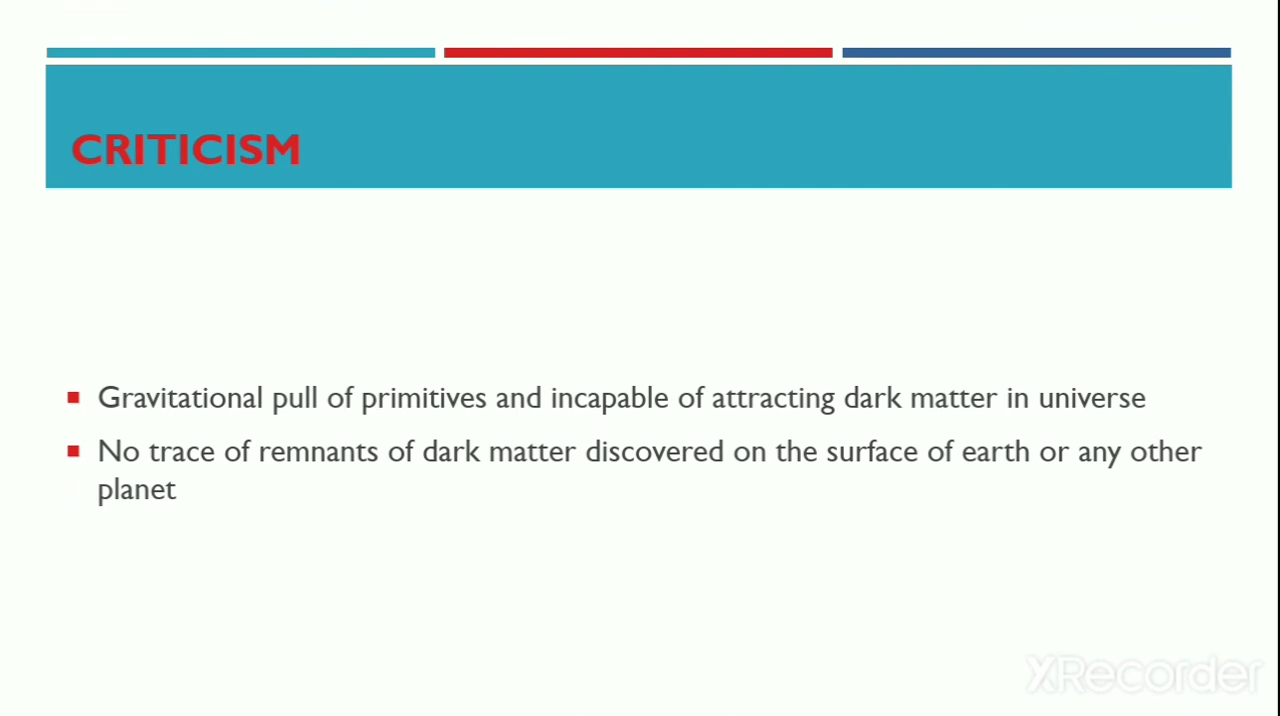 CRITICISM
Gravitational pull of primitives and incapable of attracting dark matter in universe
No trace of remnants of dark matter discovered on the surface of earth or any other
planet
XRecorder